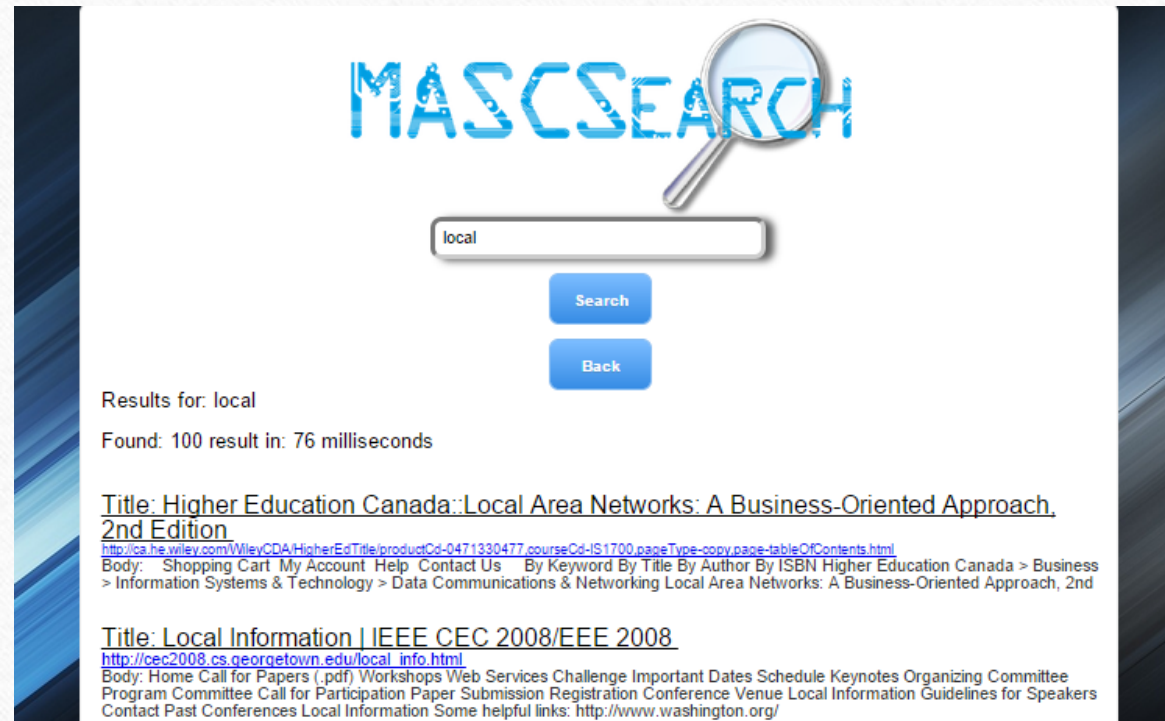 MASCSEARCH
local
Search
Back
Results for: local
Found: 100 result in: 76 milliseconds
Title: Higher Education Canada::Local Area Networks: A Business-Oriented Approach,
2nd Edition
http://ca.he.wiley.com/WileyCDA/HigherEdTitle/productCd-0471330477,courseCd-IS1700,pageType-copy,page-tableOfContents.html
Body: Shopping Cart My Account Help Contact Us By Keyword By Title By Author By ISBN Higher Education Canada > Business
> Information Systems & Technology > Data Communications & Networking Local Area Networks: A Business-Oriented Approach, 2nd
Title: Local Information | IEEE CEC 2008/EEE 2008
http://cec2008.cs.georgetown.edu/local_info.html
Body: Home Call for Papers (.pdf) Workshops Web Services Challenge Important Dates Schedule Keynotes Organizing Committee
Program Committee Call for Participation Paper Submission Registration Conference Venue Local Information Guidelines for Speakers
Contact Past Conferences Local Information Some helpful links: http://www.washington.org/